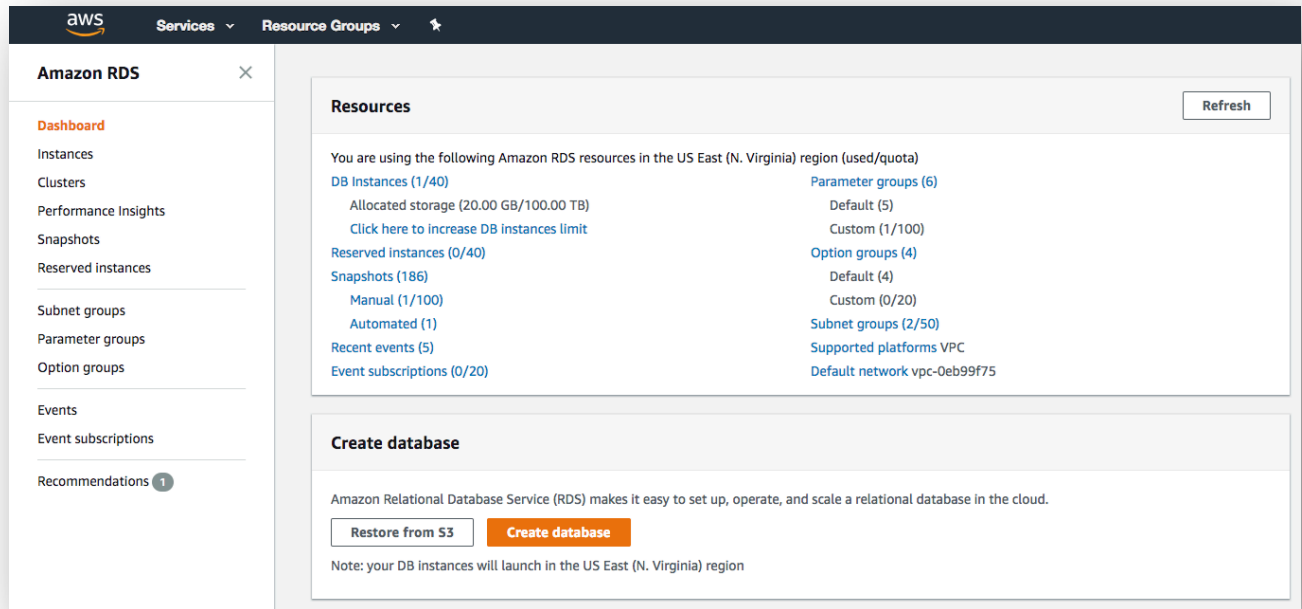 aws Services Resource Groups
Amazon RDS
Dashboard
Instances
Clusters
Performance Insights
Snapshots
Reserved instances
Subnet groups
Parameter groups
Option groups
Events
Event subscriptions
Recommendations 1
Resources
Refresh
You are using the following Amazon RDS resources in the US East (N. Virginia) region (used/quota)
DB Instances (1/40)
Allocated storage (20.00 GB/100.00 TB)
Click here to increase DB instances limit
Reserved instances (0/40)
Snapshots (186)
Manual (1/100)
Automated (1)
Recent events (5)
Event subscriptions (0/20)
Parameter groups (6)
Default (5)
Custom (1/100)
Option groups (4)
Default (4)
Custom (0/20)
Subnet groups (2/50)
Supported platforms VPC
Default network vpc-0eb99f75
Create database
Amazon Relational Database Service (RDS) makes it easy to set up, operate, and scale a relational database in the cloud.
Restore from S3 Create database
Note: your DB instances will launch in the US East (N. Virginia) region